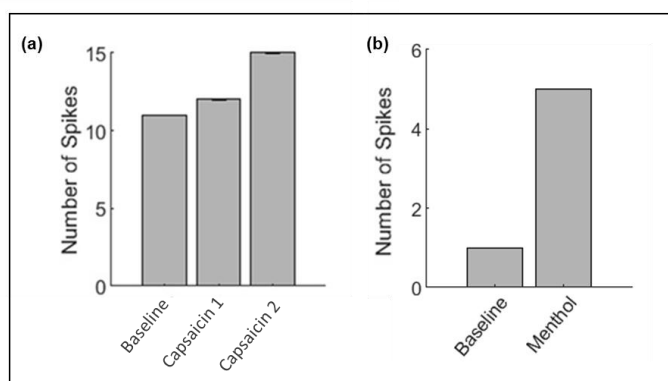 (a)
Number of Spikes
15
10
5
0
Baseline
Capsaicin 1
Capsaicin 2
(b)
Number of Spikes
6
4
2
0
Baseline
Menthol